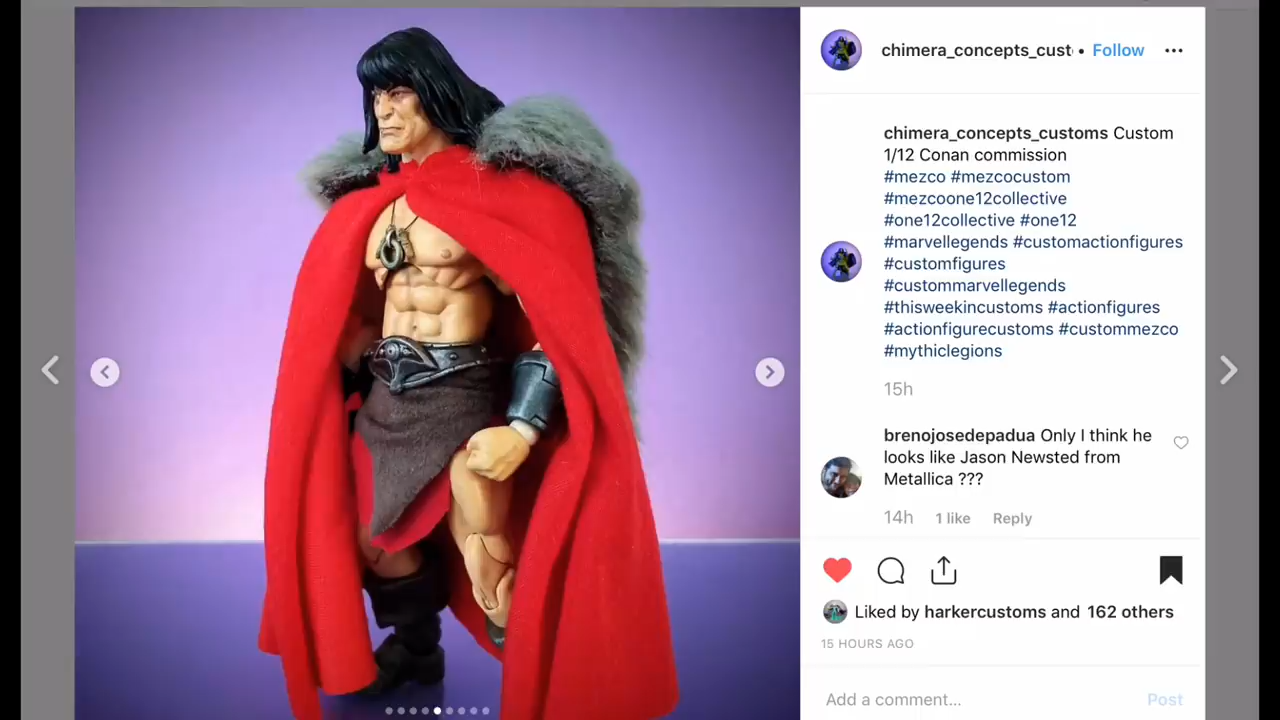 chimera_concepts_cust • Follow
chimera_concepts_customs Custom
1/12 Conan commission
#mezco #mezcocustom
#mezcoone12collective
#one12collective #one12
#marvellegends #customactionfigures
#customfigures
#custommarvellegends
#thisweekincustoms #actionfigures
#actionfigurecustoms #custommezco
#mythiclegions
15h
brenojosedepadua Only I think he
looks like Jason Newsted from
Metallica ???
14h 1 like Reply
Liked by harkercustoms and 162 others
15 HOURS AGO
Add a comment... Post